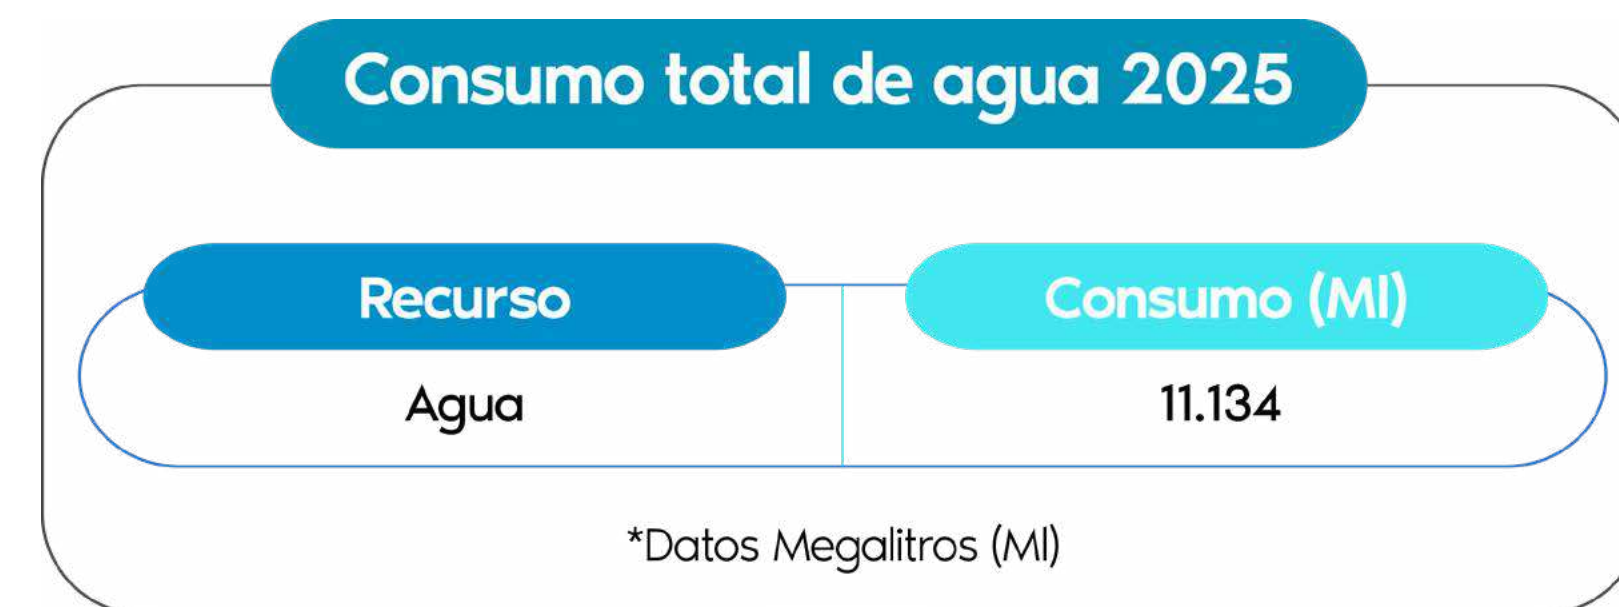 Consumo total de agua 2025
Recurso
Consumo (Ml)
Agua
11.134
*Datos Megalitros (Ml)